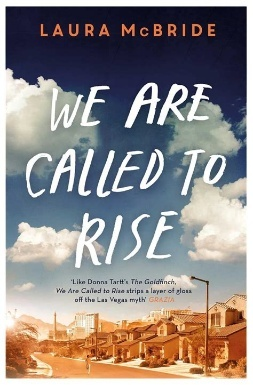 LAURA McBRIDE
WE ARE
CALLED TO
RISE
'Like Donna Tartt's The Goldfinch,
We Are Called to Rise strips a layer of gloss
off the Las Vegas myth' GRAZIA